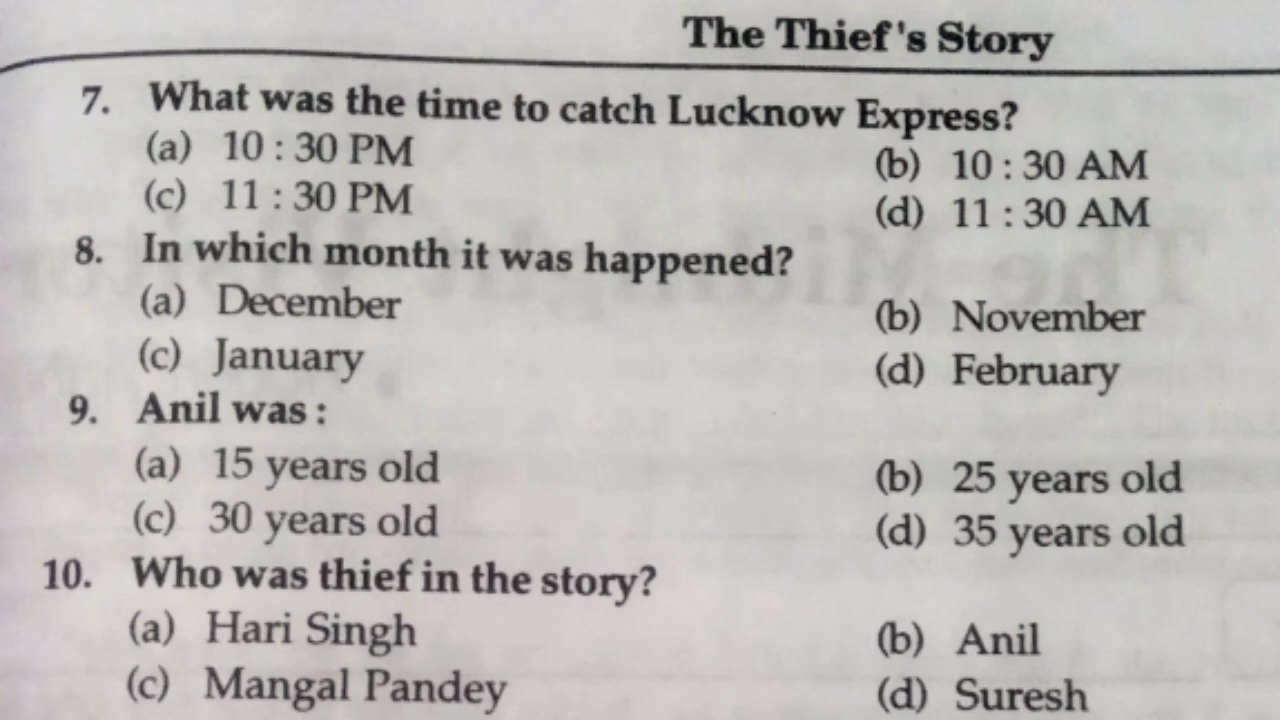 The Thief's Story
7. What was the time to catch Lucknow Express?
(a) 10 : 30 PM (b) 10 : 30 AM
(c) 11 : 30 PM (d) 11 : 30 AM
8. In which month it was happened?
(a) December (b) November
(c) January (d) February
9. Anil was :
(a) 15 years old (b) 25 years old
(c) 30 years old (d) 35 years old
10. Who was thief in the story?
(a) Hari Singh (b) Anil
(c) Mangal Pandey (d) Suresh